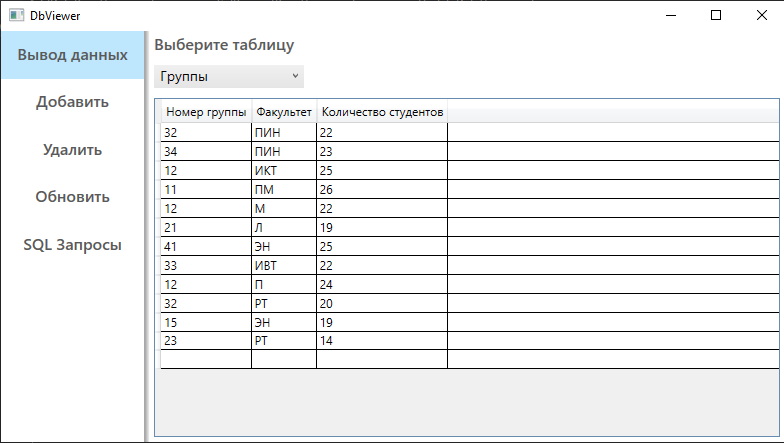 DbViewer
Вывод данных
Добавить
Удалить
Обновить
SQL Запросы
Выберите таблицу
Группы
Номер группы Факультет Количество студентов
32 ПИН 22
34 ПИН 23
12 ИКТ 25
11 ПМ 26
12 М 22
21 Л 19
41 ЭН 25
33 ИВТ 22
12 П 24
32 РТ 20
15 ЭН 19
23 РТ 14